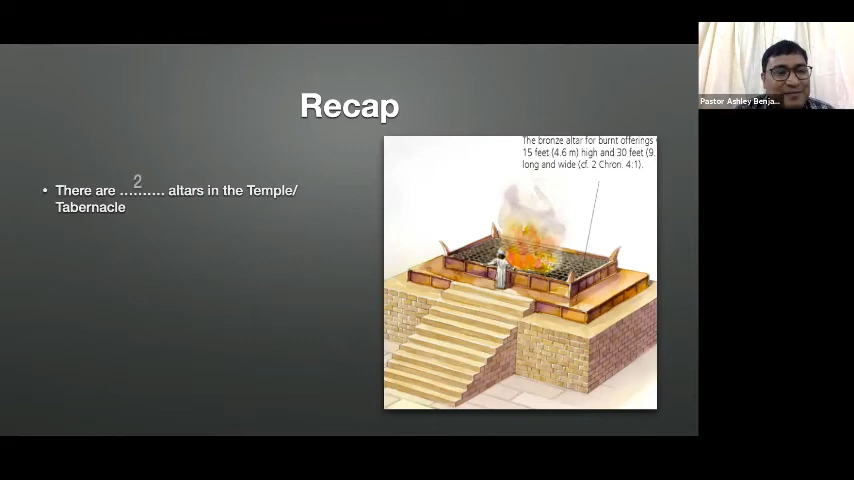 Recap
The bronze altar for burnt offerings
15 feet (4.6 m) high and 30 feet (9.
long and wide (cf. 2 Chron. 4:1).
2
• There are .......... altars in the Temple/
Tabernacle
Pastor Ashley Benja...